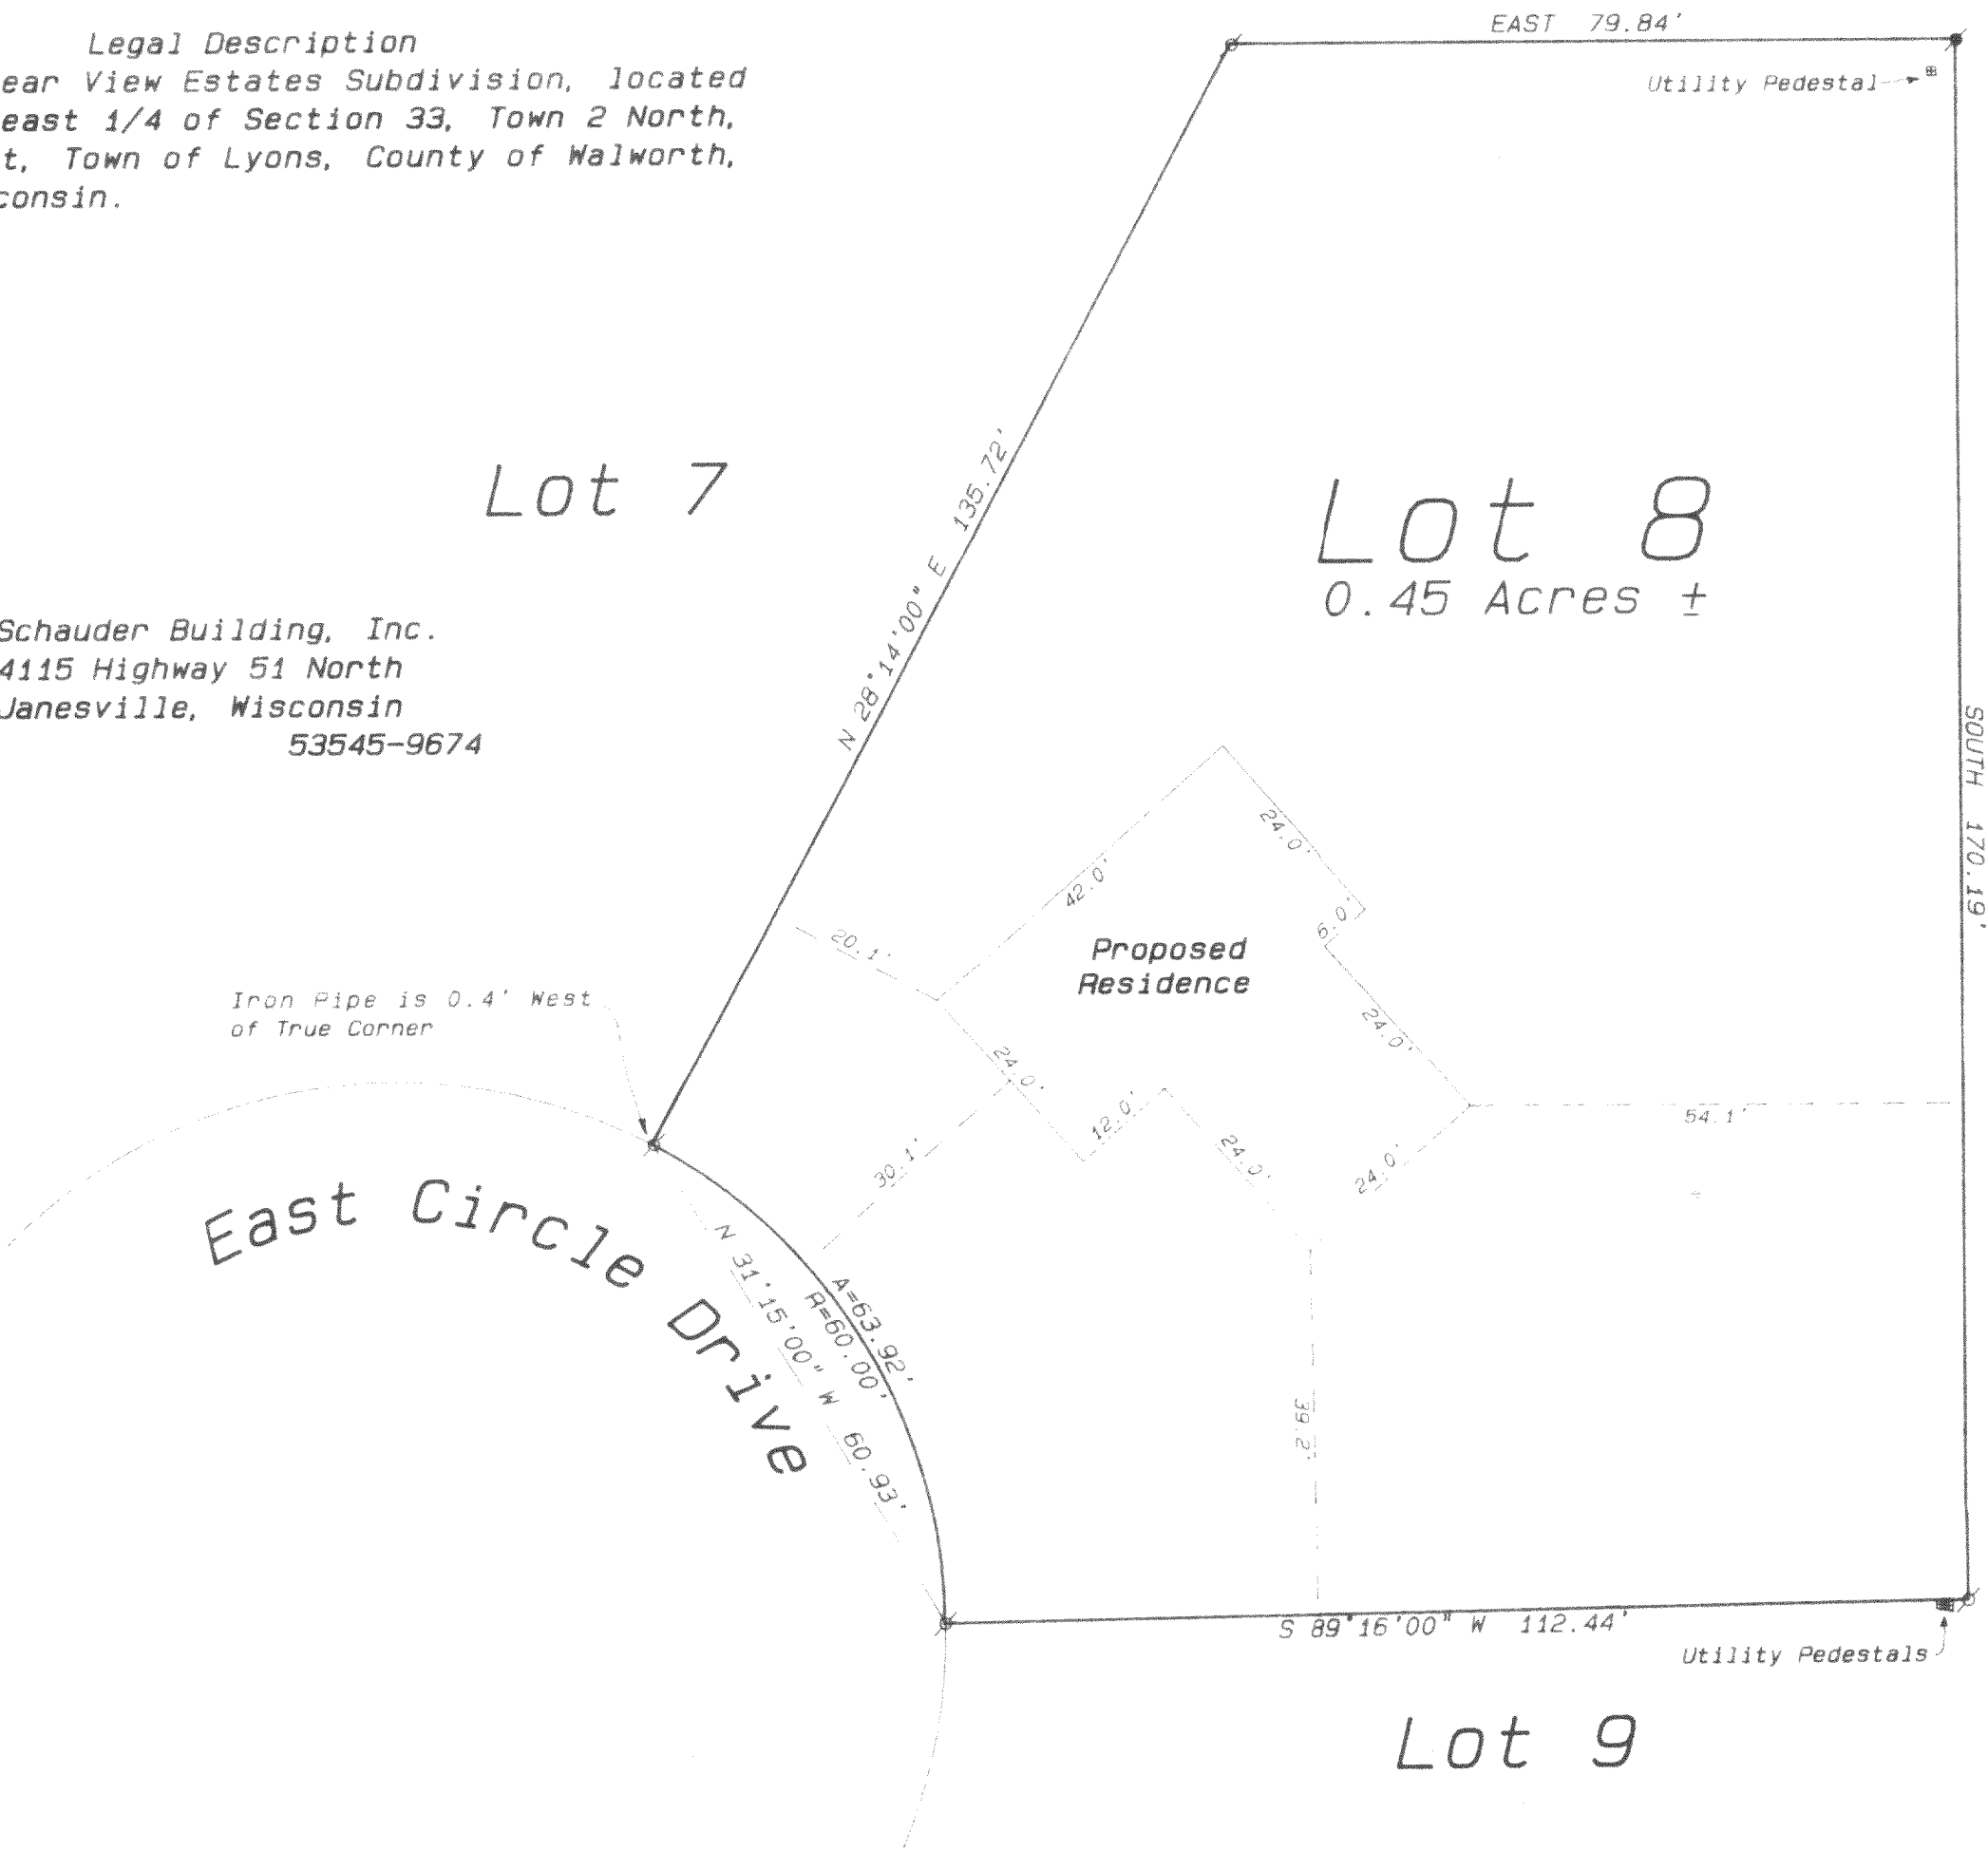 Legal Description
ear View Estates Subdivision, located
east 1/4 of Section 33, Town 2 North,
t, Town of Lyons, County of Walworth,
consin.
EAST 79.84'
Utility Pedestal
Lot 7
Lot 8
0.45 Acres ±
N 28°14'00" E 135.72'
SOUTH 170.19'
Schauder Building, Inc.
4115 Highway 51 North
Janesville, Wisconsin
53545-9674
24.0'
42.0'
6.0'
20.1'
Proposed
Residence
24.0'
Iron Pipe is 0.4' West
of True Corner
24.0'
12.0'
24.0'
24.0'
54.1'
30.1'
East Circle Drive
N 31°15'00" W 60.93'
A=63.92'
R=60.00'
39.2'
S 89°16'00" W 112.44'
Utility Pedestals
Lot 9